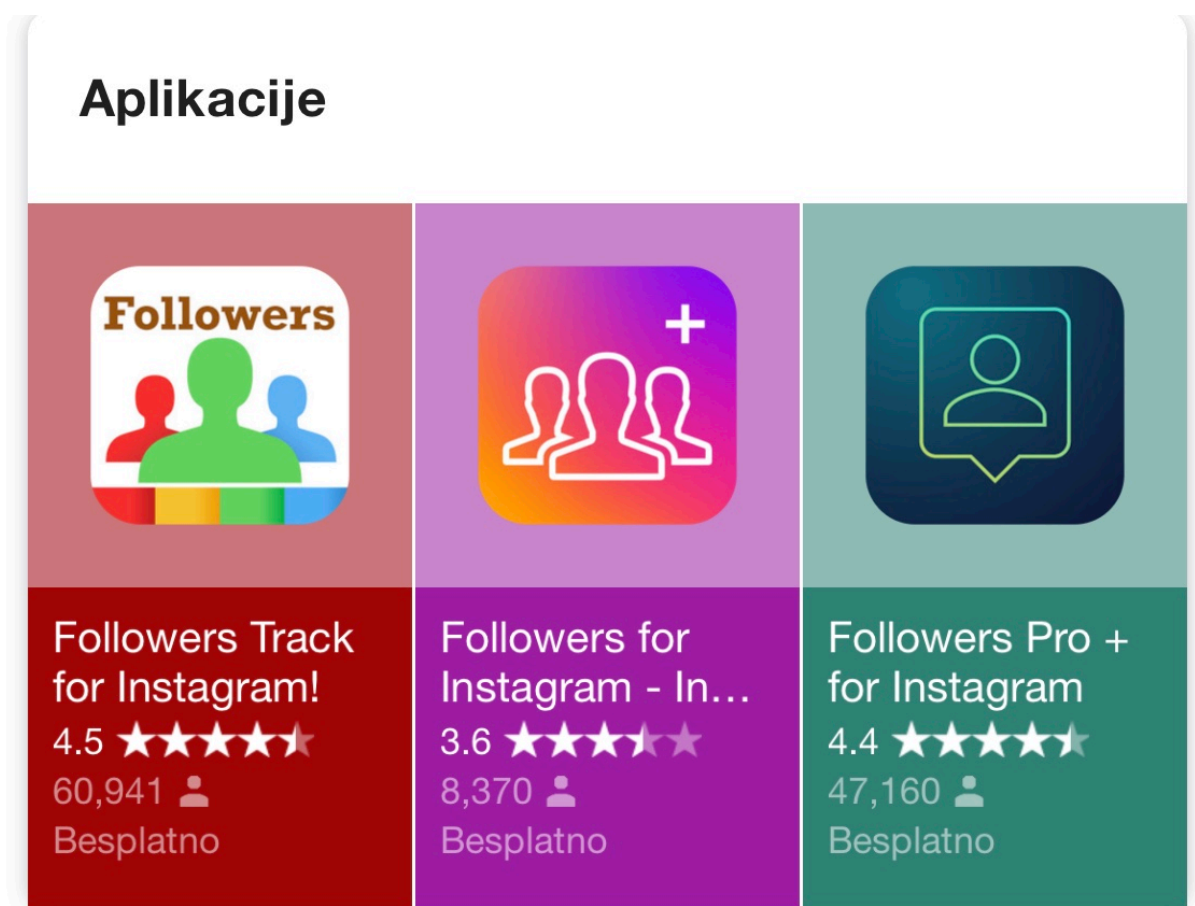 Aplikacije
Followers
Followers Track
for Instagram!
4.5
60,941
Besplatno
+
Followers for
Instagram - In...
3.6
8,370
Besplatno
Followers Pro +
for Instagram
4.4
47,160
Besplatno